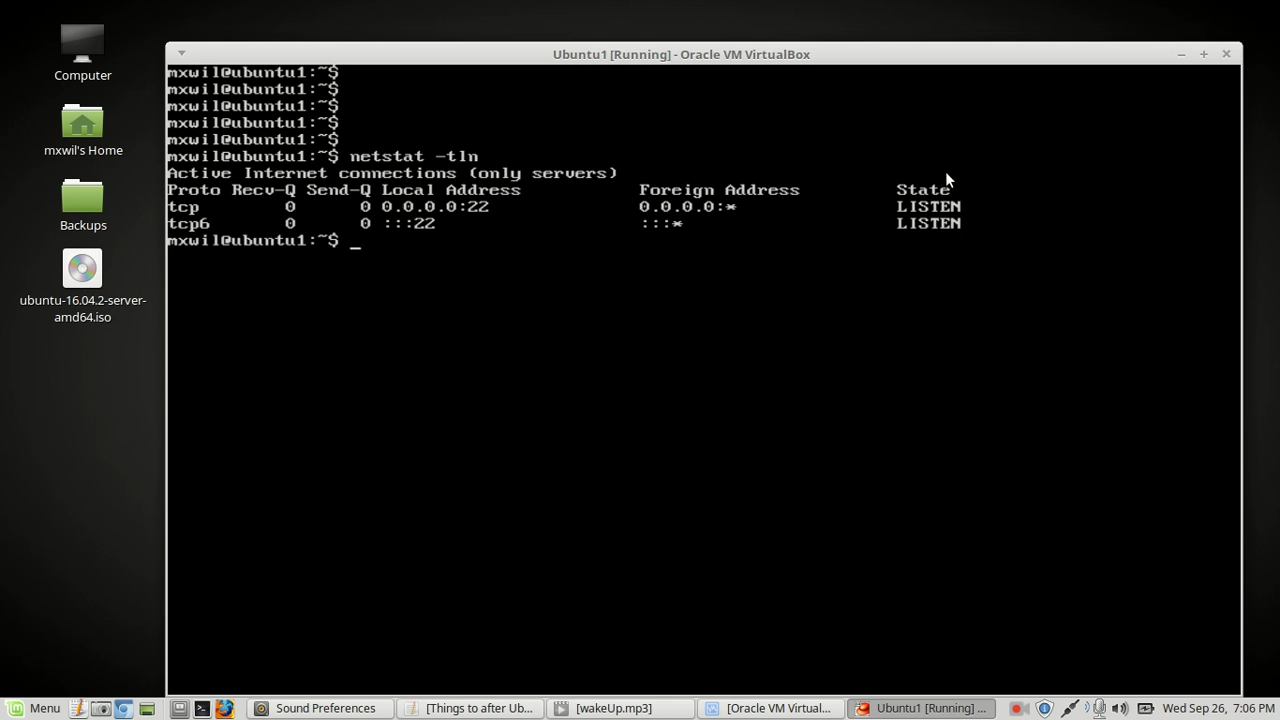 Computer
mxwil's Home
Backups
ubuntu-16.04.2-server-
amd64.iso
Ubuntu1 [Running] - Oracle VM VirtualBox
mxwil@ubuntu1:~$
mxwil@ubuntu1:~$
mxwil@ubuntu1:~$
mxwil@ubuntu1:~$
mxwil@ubuntu1:~$
mxwil@ubuntu1:~$ netstat -tln
Active Internet connections (only servers)
Proto Recv-Q Send-Q Local Address           Foreign Address         State
tcp        0      0 0.0.0.0:22              0.0.0.0:*               LISTEN
tcp6       0      0 :::22                   :::*                    LISTEN
mxwil@ubuntu1:~$ _
Menu Sound Preferences [Things to after Ub... [wakeUp.mp3] [Oracle VM Virtual... Ubuntu1 [Running] ... Wed Sep 26, 7:06 PM